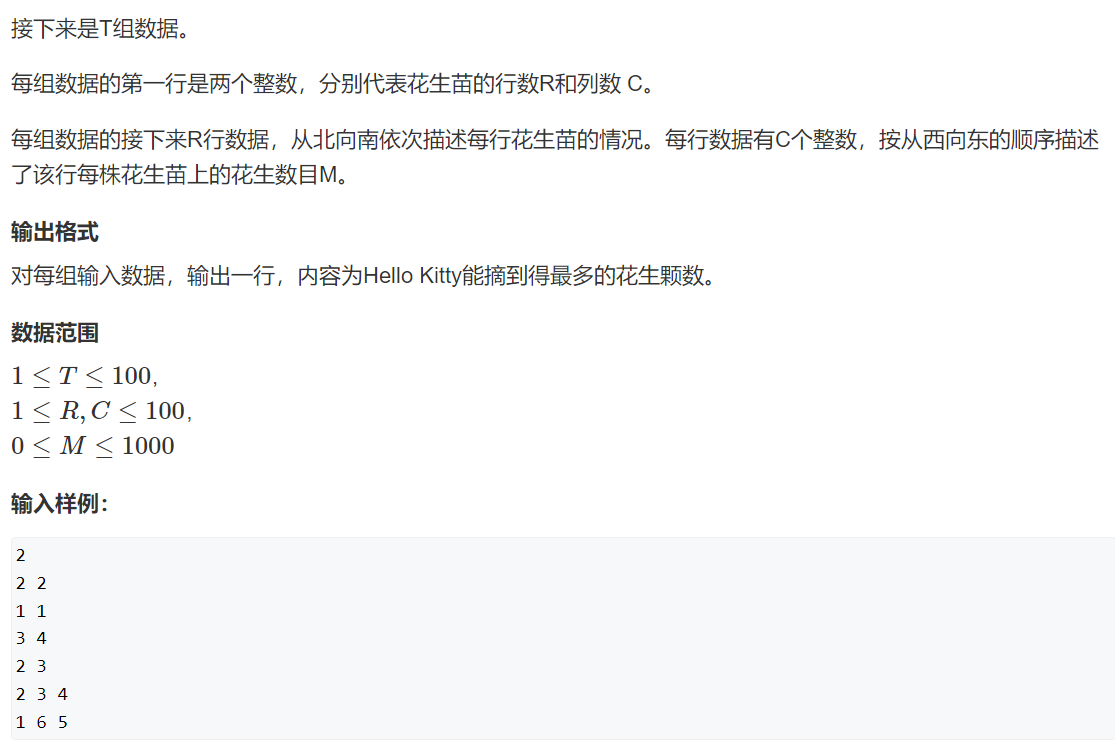 接下来是T组数据。
每组数据的第一行是两个整数，分别代表花生苗的行数R和列数 C。
每组数据的接下来R行数据，从北向南依次描述每行花生苗的情况。每行数据有C个整数，按从西向东的顺序描述
了该行每株花生苗上的花生数目M。
输出格式
对每组输入数据，输出一行，内容为Hello Kitty能摘到得最多的花生颗数。
数据范围
1 ≤ T ≤ 100,
1 ≤ R, C ≤ 100,
0 ≤ M ≤ 1000
输入样例：
2
2 2
1 1
3 4
2 3
2 3 4
1 6 5